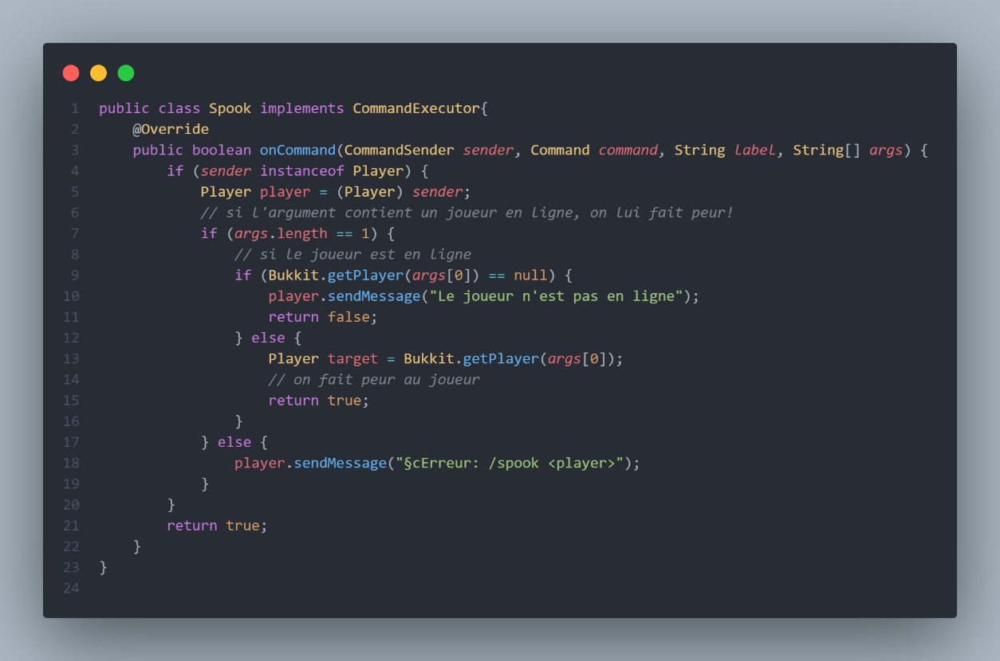 1 public class Spook implements CommandExecutor{
2     @Override
3     public boolean onCommand(CommandSender sender, Command command, String label, String[] args) {
4         if (sender instanceof Player) {
5             Player player = (Player) sender;
6             // si l'argument contient un joueur en ligne, on lui fait peur!
7             if (args.length == 1) {
8                 // si le joueur est en ligne
9                 if (Bukkit.getPlayer(args[0]) == null) {
10                     player.sendMessage("Le joueur n'est pas en ligne");
11                     return false;
12                 } else {
13                     Player target = Bukkit.getPlayer(args[0]);
14                     // on fait peur au joueur
15                     return true;
16                 }
17             } else {
18                 player.sendMessage("§cErreur: /spook <player>");
19             }
20         }
21         return true;
22     }
23 }
24